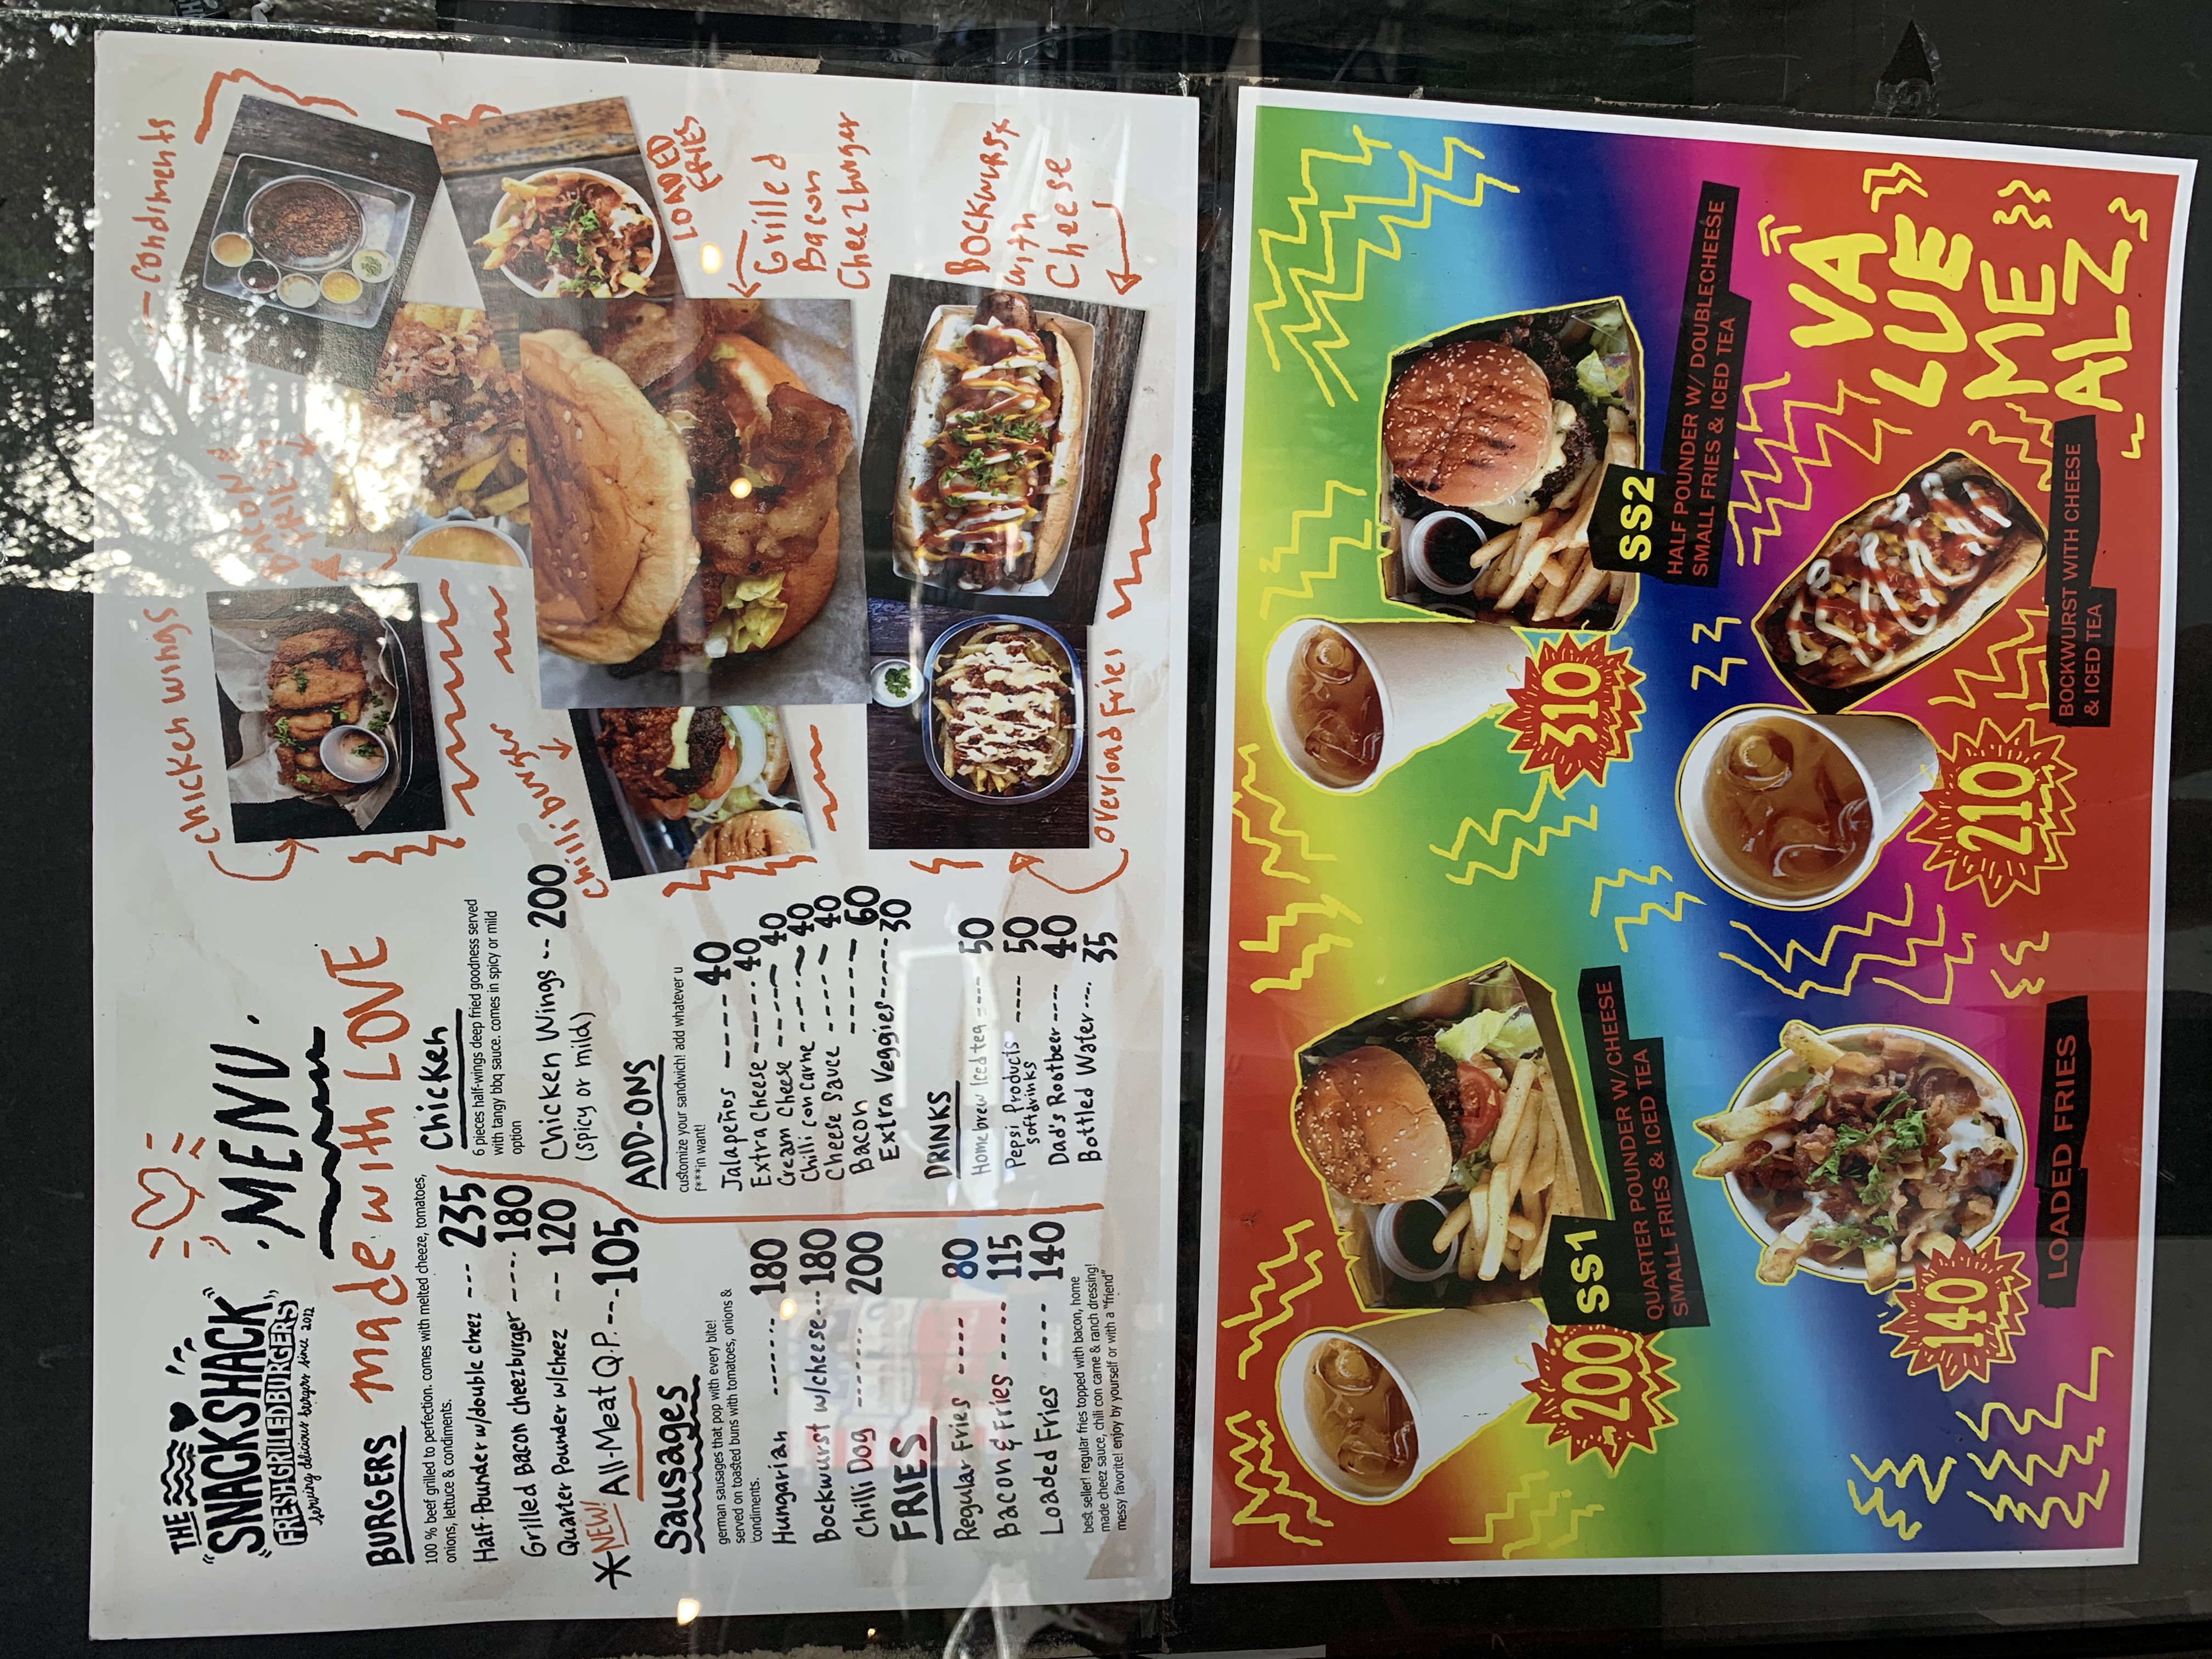 THE
"SNACK SHACK"
"FRESH GRILLED BURGERS"
serving delicious burgers since 2012
·MENU·
made with LOVE
BURGERS
100 % beef grilled to perfection. comes with melted cheeze, tomatoes,
onions, lettuce & condiments.
Half-Pounder w/double cheez --- 235
Grilled Bacon cheezburger ---- 180
Quarter Pounder w/cheez -- 120
*NEW! All-Meat Q.P. --- 105
Sausages
german sausages that pop with every bite!
served on toasted buns with tomatoes, onions &
condiments.
Hungarian ------ 180
Bockwurst w/cheese --- 180
Chilli Dog ------- 200
FRIES
Regular Fries ---- 80
Bacon & Fries ---- 115
Loaded Fries ---- 140
best seller! regular fries topped with bacon, home
made cheez sauce, chili con carne & ranch dressing!
messy favorite! enjoy by yourself or with a "friend"
Chicken
6 pieces half-wings deep fried goodness served
with tangy bbq sauce. comes in spicy or mild
option
Chicken Wings -- 200
(spicy or mild)
ADD-ONS
customize your sandwich! add whatever u
f***in want!
Jalapeños ---- 40
Extra Cheese ----- 40
Cream Cheese ----- 40
Chilli con carne ----- 40
Cheese Sauce ----- 40
Bacon ----- 60
Extra Veggies ----- 30
DRINKS
Homebrew Iced tea ---- 50
Pepsi Products ---- 50
softdrinks
Dad's Rootbeer ---- 40
Bottled Water ---. 35
chicken wings
condiments
BACON &
FRIES
chilliburger
LOADED
FRIES
Grilled
Bacon
Cheezburger
Bockwurst
with
Cheese
overload Fries
200
SS1
QUARTER POUNDER W/CHEESE
SMALL FRIES & ICED TEA
310
SS2
HALF POUNDER W/ DOUBLECHEESE
SMALL FRIES & ICED TEA
140
LOADED FRIES
210
BOCKWURST WITH CHEESE
& ICED TEA
VA
LUE
ME
ALZ